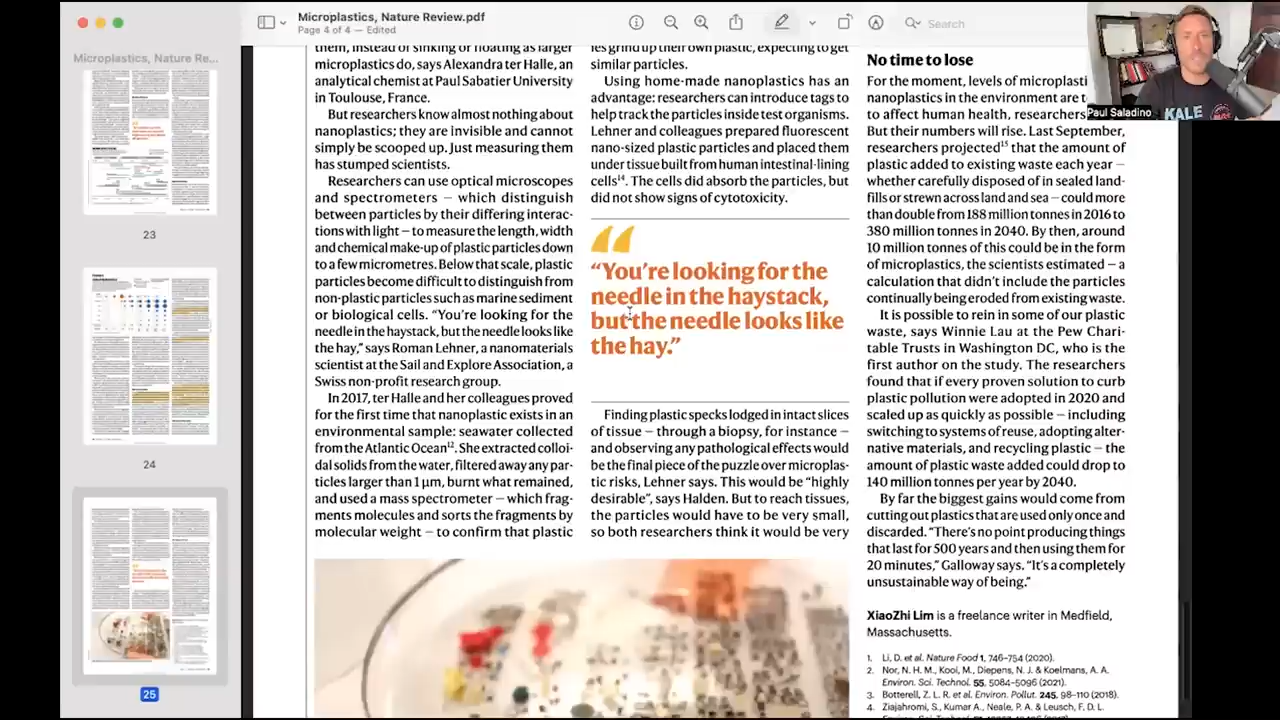 Microplastics, Nature Review.pdf
Page 4 of 4 — Edited
Search
Microplastics, Nature Re...
23
24
25
Paul Saladino
KALE
them, instead of sinking or floating as larger
microplastics do, says Alexandra ter Halle, an
analytical chemist at Paul Sabatier University
in Toulouse, France.
But researchers know almost nothing about
nanoplastics; they are invisible and cannot
simply be scooped up. Just measuring them
has stumped scientists.
Researchers can use optical microscopes
and spectrometers — which distinguish
between particles by their differing interac-
tions with light — to measure the length, width
and chemical make-up of plastic particles down
to a few micrometres. Below that scale, plastic
particles become difficult to distinguish from
non-plastic particles such as marine sediment
or biological cells. “You’re looking for the
needle in the haystack, but the needle looks like
the hay,” says Roman Lehner, a nanomaterials
scientist at the Sail and Explore Association, a
Swiss non-profit research group.
In 2017, ter Halle and her colleagues proved
for the first time that nanoplastic exists in an
environmental sample: seawater collected
from the Atlantic Ocean12. She extracted colloi-
dal solids from the water, filtered away any par-
ticles larger than 1 μm, burnt what remained,
and used a mass spectrometer — which frag-
ments molecules and sorts the fragments by
molecular weight — to confirm that plastic
les grind up their own plastic, expecting to get
similar particles.
Such home-made nanoplastics have an
advantage: researchers can introduce tags to
help track the particles inside test organisms.
Lehner and colleagues prepared fluorescent
nano-sized plastic particles and placed them
under tissue built from human intestinal-lining
cells. The cells did absorb the particles, but
did not show signs of cytotoxicity.
“You’re looking for the
needle in the haystack,
but the needle looks like
the hay.”
Finding plastic specks lodged in intact slices
of tissue — through a biopsy, for instance —
and observing any pathological effects would
be the final piece of the puzzle over microplas-
tic risks, Lehner says. This would be “highly
desirable”, says Halden. But to reach tissues,
the particles would have to be very small,
so both researchers think it would be very
No time to lose
At the moment, levels of microplasti
nanoplastics in the environment are t
to affect human health, researchers
their numbers will rise. Last September,
researchers projected15 that the amount of
plastic added to existing waste each year —
whether carefully disposed of in sealed land-
fills or strewn across land and sea — could more
than double from 188 million tonnes in 2016 to
380 million tonnes in 2040. By then, around
10 million tonnes of this could be in the form
of microplastics, the scientists estimated — a
calculation that didn’t include the particles
continually being eroded from existing waste.
It is possible to rein in some of our plastic
waste, says Winnie Lau at the Pew Chari-
table Trusts in Washington DC, who is the
first author on the study. The researchers
found that if every proven solution to curb
plastic pollution were adopted in 2020 and
scaled up as quickly as possible — including
switching to systems of reuse, adopting alter-
native materials, and recycling plastic — the
amount of plastic waste added could drop to
140 million tonnes per year by 2040.
By far the biggest gains would come from
cutting out plastics that are used only once and
discarded. “There’s no point producing things
that last for 500 years and then using them for
20 minutes,” Galloway says. “It’s a completely
unsustainable way of being.”
XiaoZhi Lim is a freelance writer in Medfield,
Massachusetts.
1. Li, D. et al. Nature Food 1, 746–754 (2020).
2. Nor, N. H. M., Kooi, M., Diepens, N. J. & Koelmans, A. A.
Environ. Sci. Technol. 55, 5084–5096 (2021).
3. Botterell, Z. L. R. et al. Environ. Pollut. 245, 98–110 (2018).
4. Ziajahromi, S., Kumar, A., Neale, P. A. & Leusch, F. D. L.